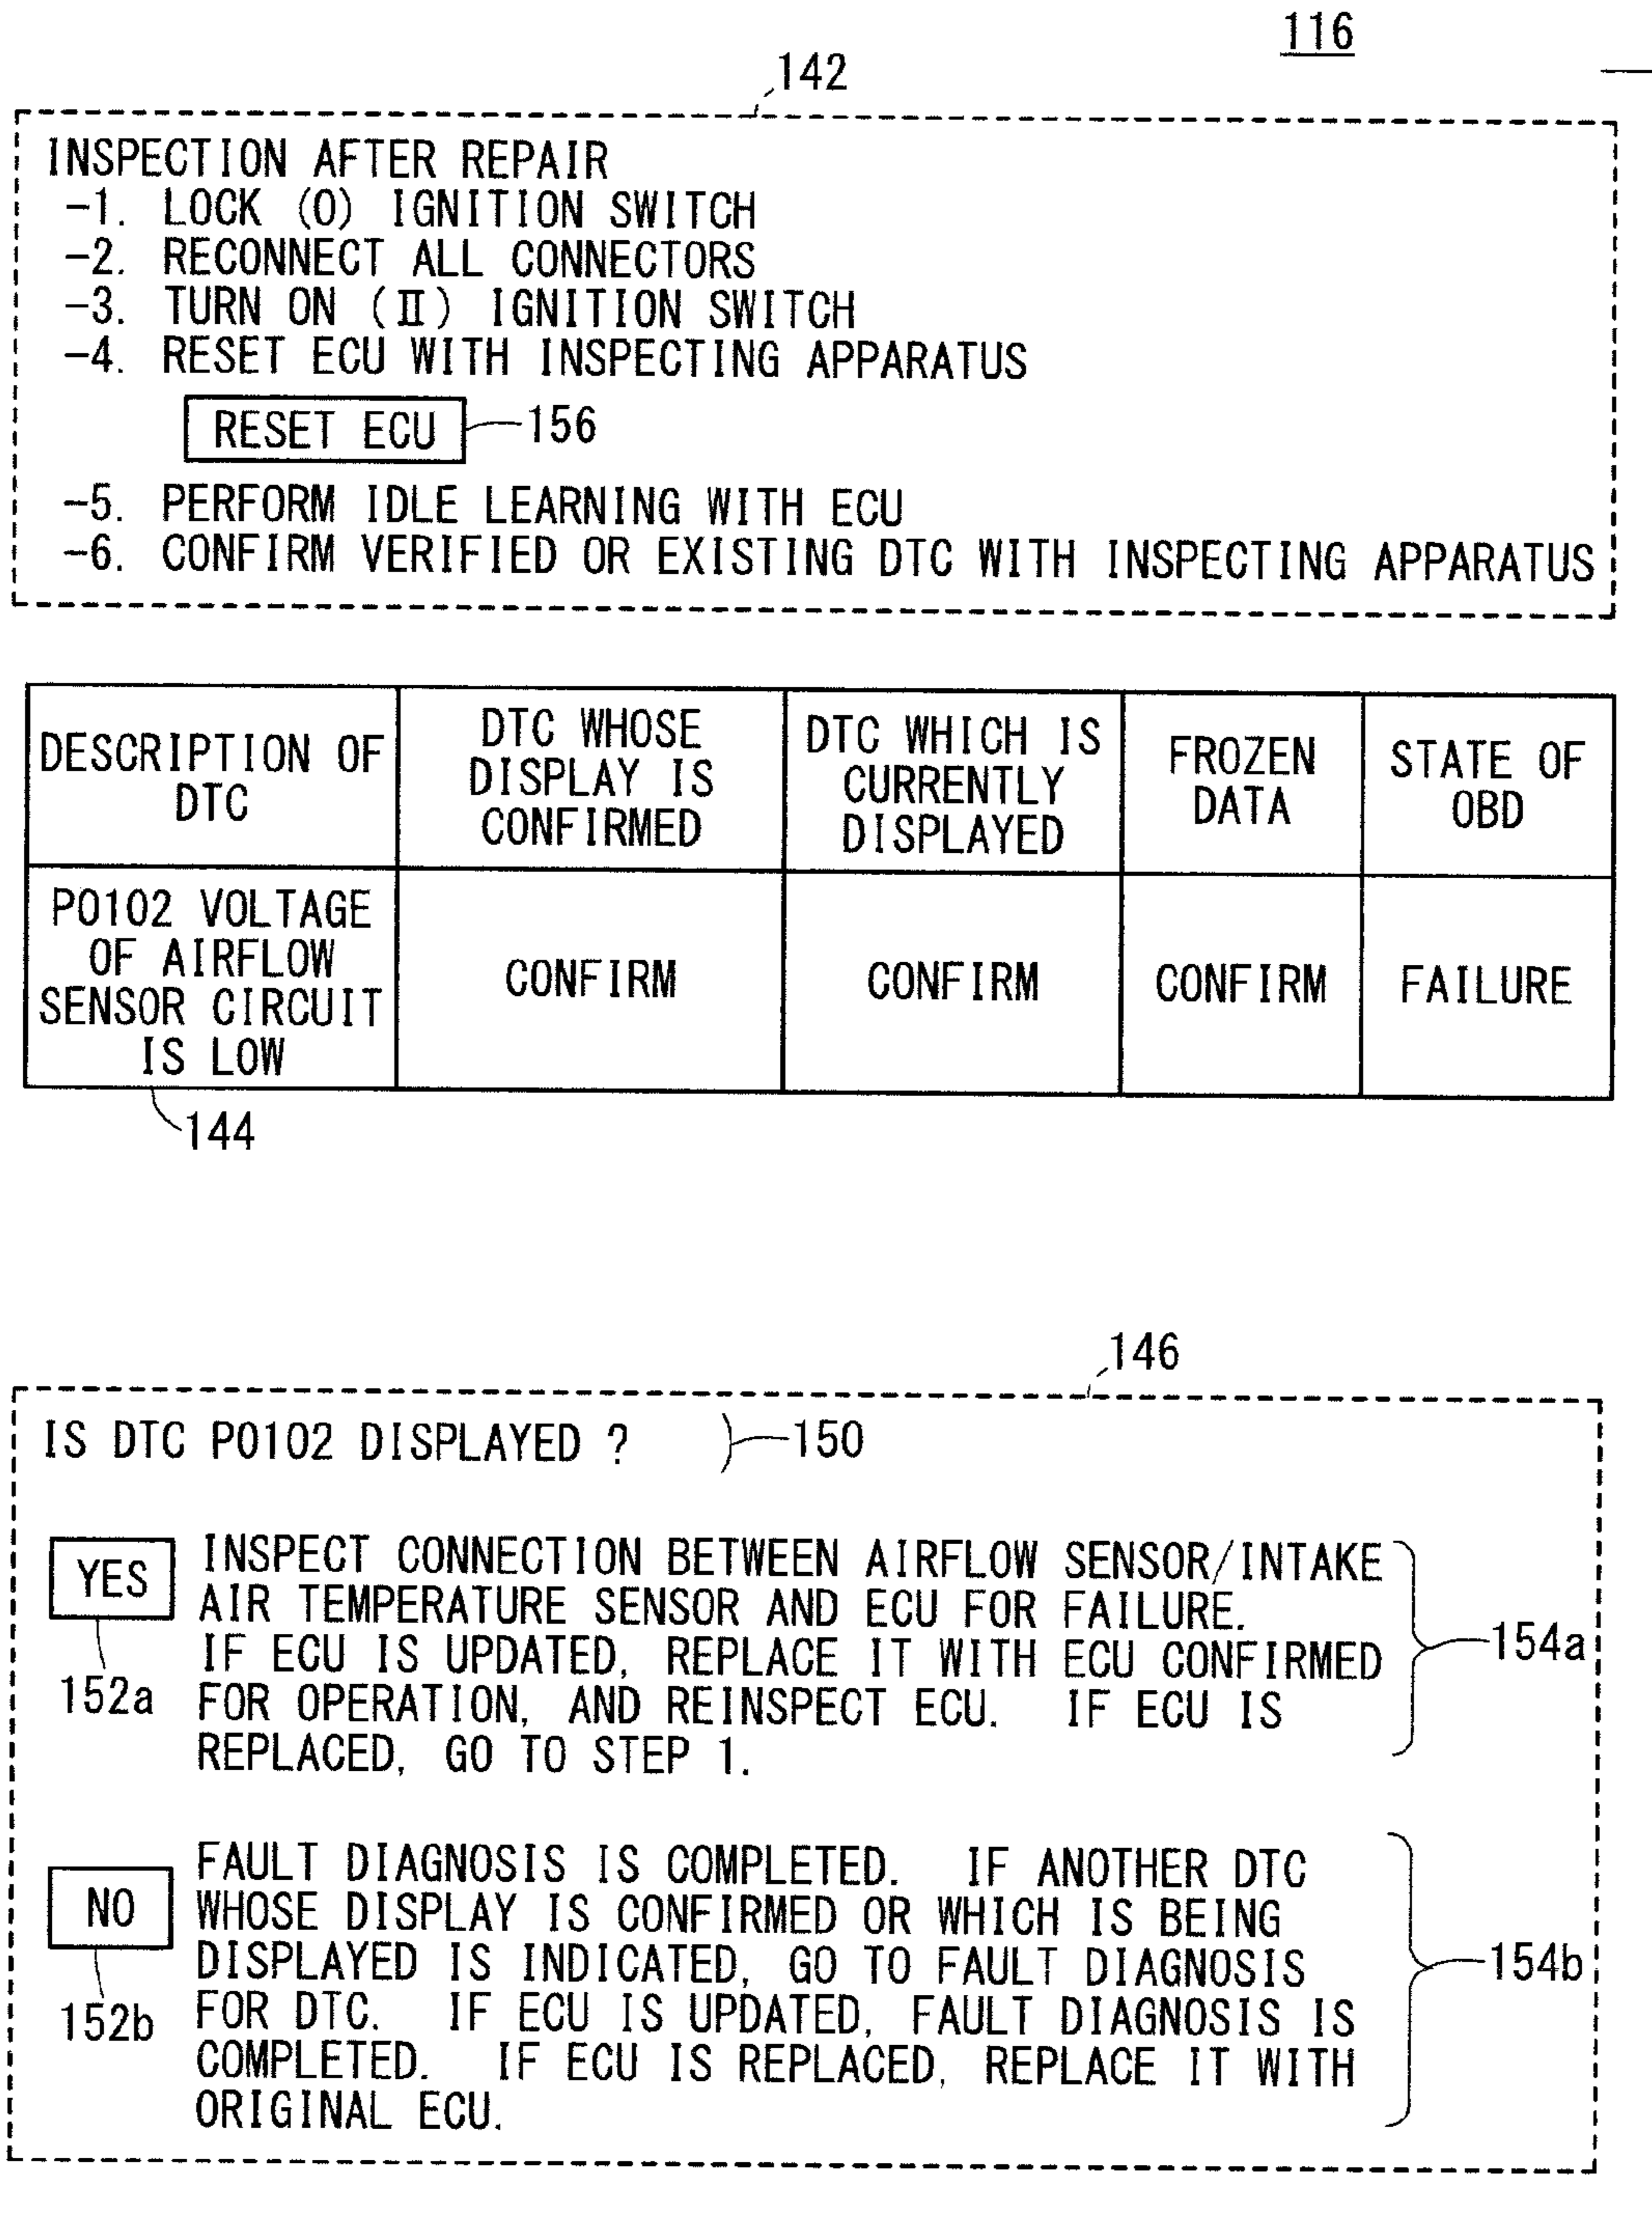 116
142
INSPECTION AFTER REPAIR
-1. LOCK (0) IGNITION SWITCH
-2. RECONNECT ALL CONNECTORS
-3. TURN ON (II) IGNITION SWITCH
-4. RESET ECU WITH INSPECTING APPARATUS
RESET ECU
156
-5. PERFORM IDLE LEARNING WITH ECU
-6. CONFIRM VERIFIED OR EXISTING DTC WITH INSPECTING APPARATUS
DESCRIPTION OF
DTC
DTC WHOSE
DISPLAY IS
CONFIRMED
DTC WHICH IS
CURRENTLY
DISPLAYED
FROZEN
DATA
STATE OF
OBD
P0102 VOLTAGE
OF AIRFLOW
SENSOR CIRCUIT
IS LOW
CONFIRM
CONFIRM
CONFIRM
FAILURE
144
146
IS DTC P0102 DISPLAYED ?
150
YES
152a
INSPECT CONNECTION BETWEEN AIRFLOW SENSOR/INTAKE
AIR TEMPERATURE SENSOR AND ECU FOR FAILURE.
IF ECU IS UPDATED, REPLACE IT WITH ECU CONFIRMED
FOR OPERATION, AND REINSPECT ECU. IF ECU IS
REPLACED, GO TO STEP 1.
154a
NO
152b
FAULT DIAGNOSIS IS COMPLETED. IF ANOTHER DTC
WHOSE DISPLAY IS CONFIRMED OR WHICH IS BEING
DISPLAYED IS INDICATED, GO TO FAULT DIAGNOSIS
FOR DTC. IF ECU IS UPDATED, FAULT DIAGNOSIS IS
COMPLETED. IF ECU IS REPLACED, REPLACE IT WITH
ORIGINAL ECU.
154b